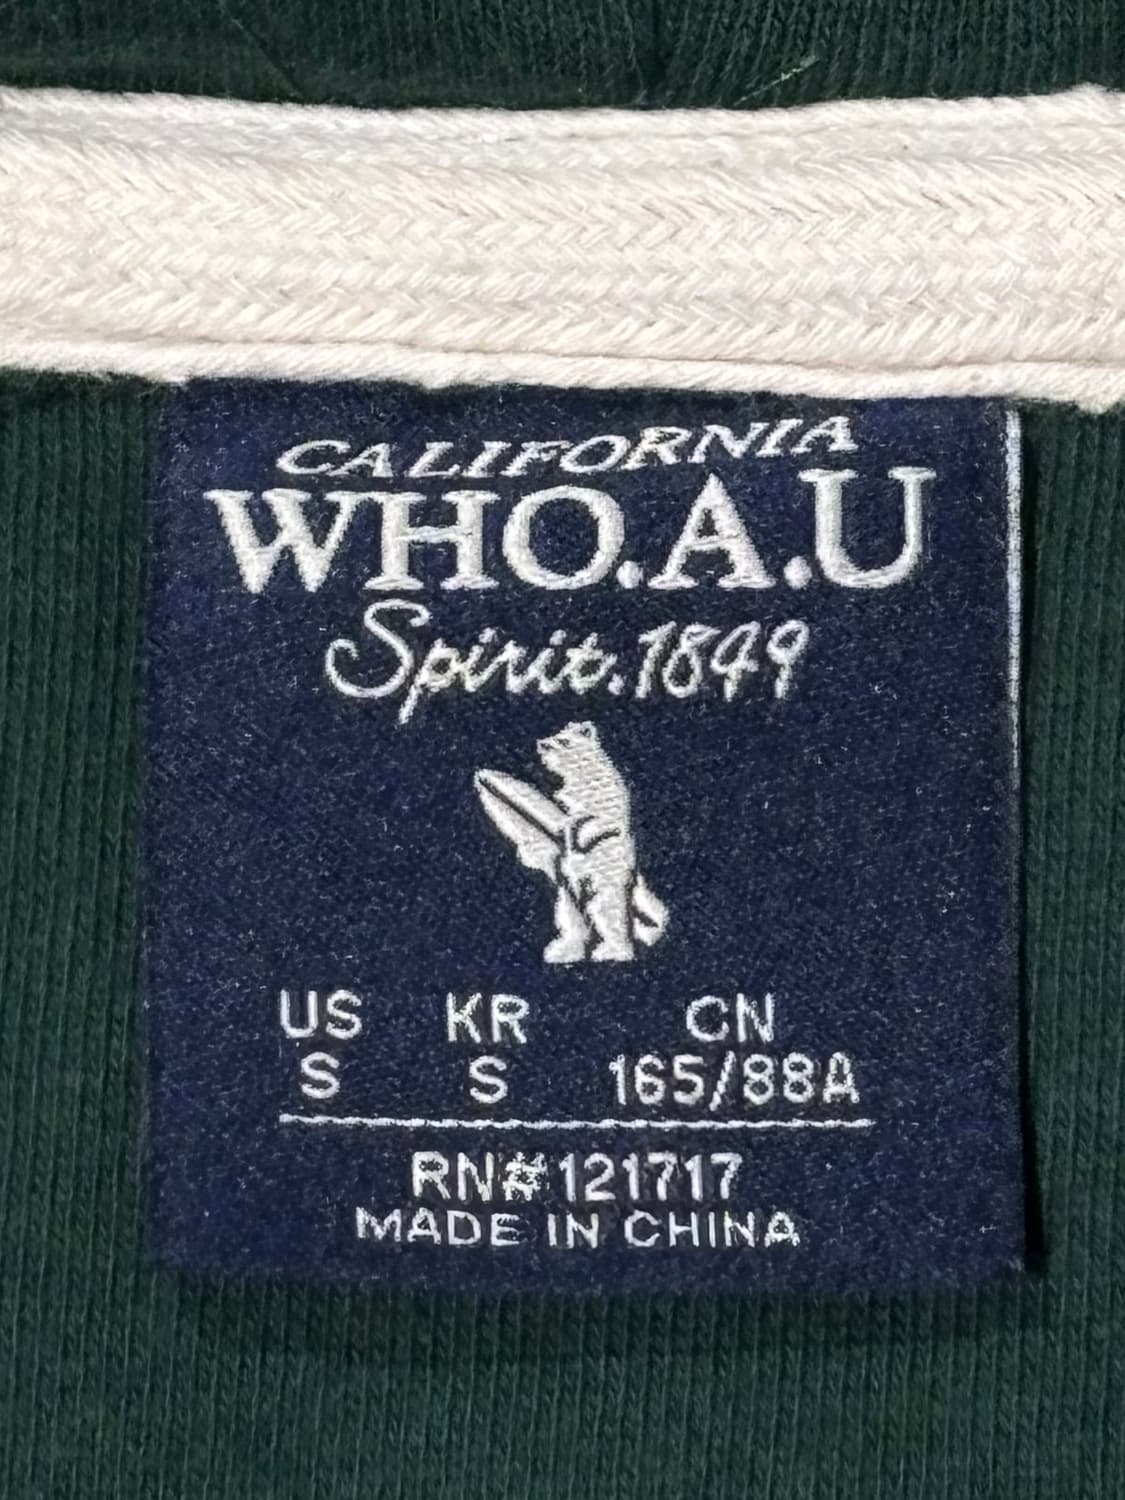 CALIFORNIA
WHO.A.U
Spirit.1849
US KR CN
S S 165/88A
RN#121717
MADE IN CHINA